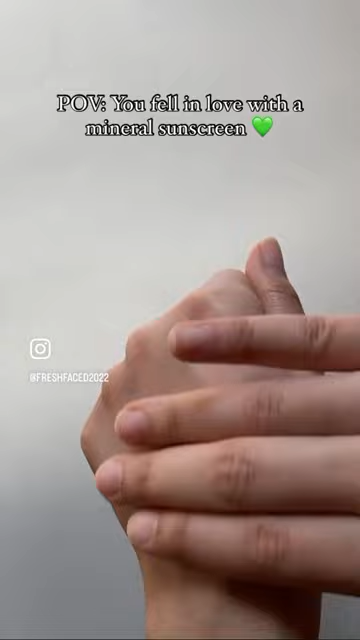 POV: You fell in love with a
mineral sunscreen 💚
@FRESHFACED2022